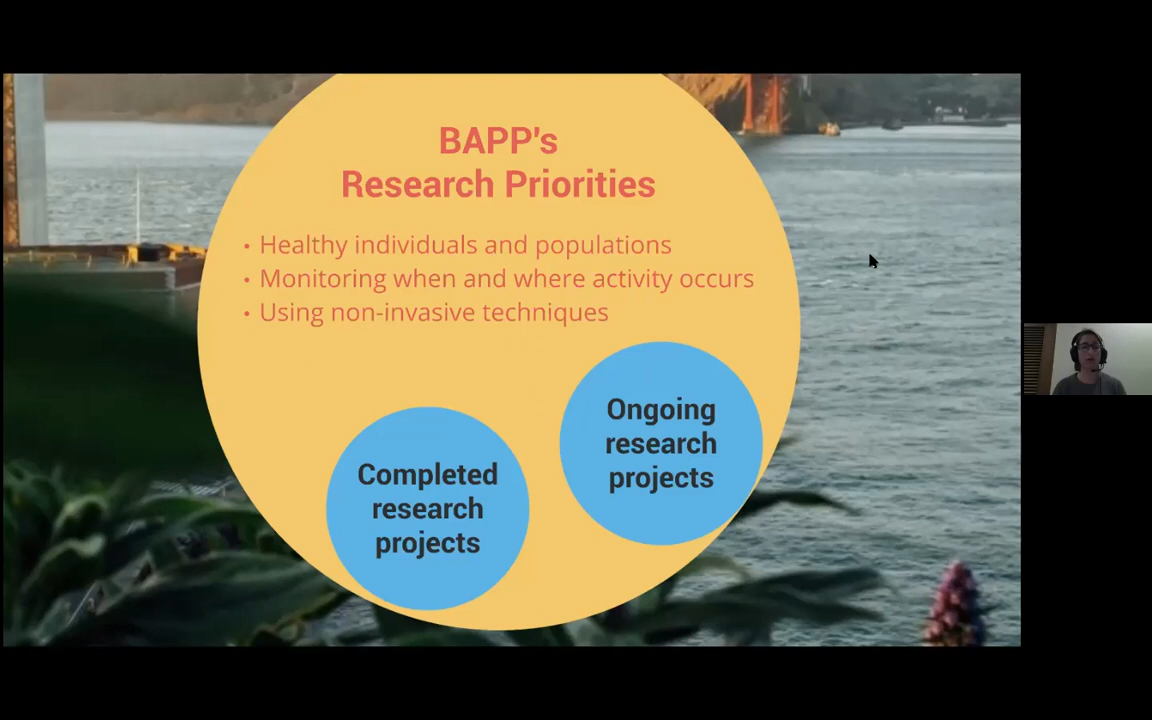 BAPP's
Research Priorities
• Healthy individuals and populations
• Monitoring when and where activity occurs
• Using non-invasive techniques
Ongoing
research
projects
Completed
research
projects